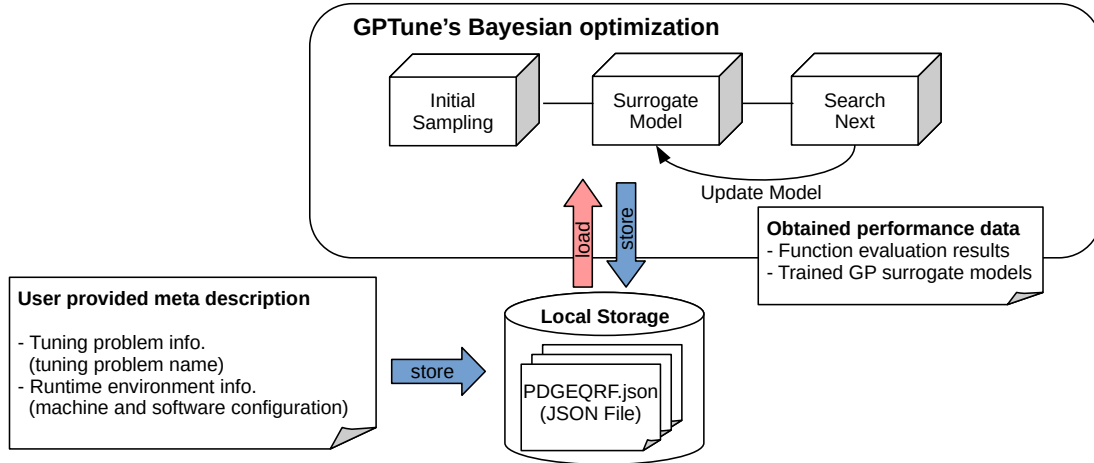 GPTune's Bayesian optimization
Initial
Sampling
Surrogate
Model
Search
Next
Update Model
load
store
Obtained performance data
- Function evaluation results
- Trained GP surrogate models
User provided meta description
- Tuning problem info.
(tuning problem name)
- Runtime environment info.
(machine and software configuration)
store
Local Storage
PDGEQRF.json
(JSON File)